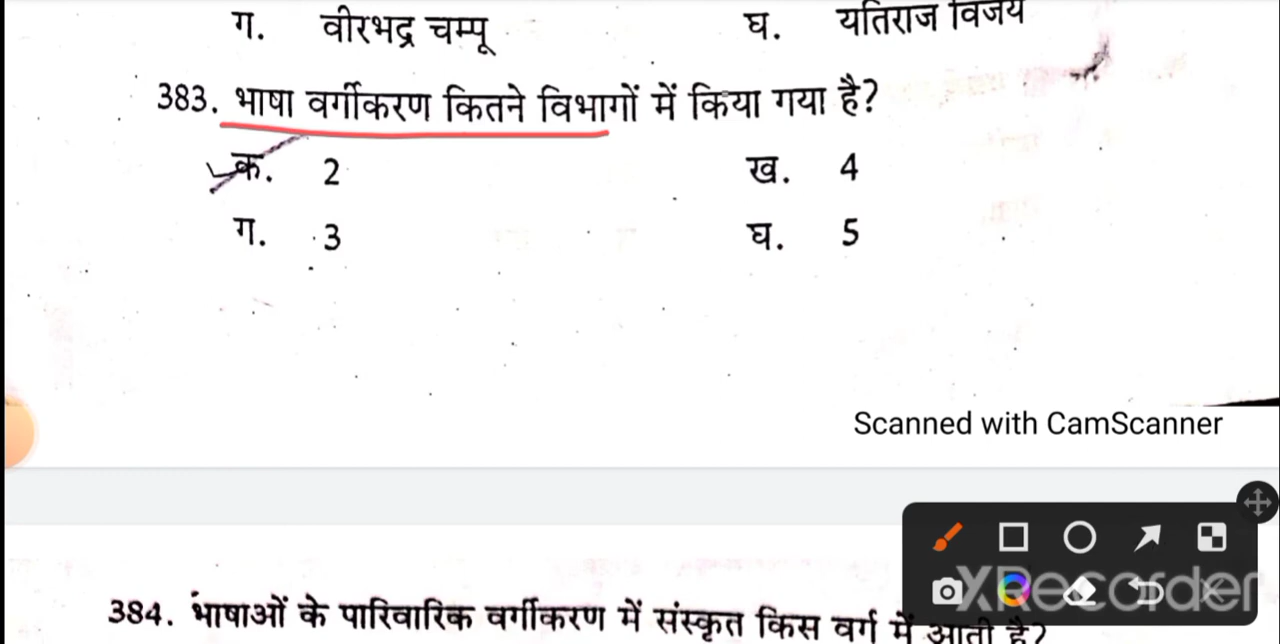 ग. वीरभद्र चम्पू घ. यतिराज विजय
383. भाषा वर्गीकरण कितने विभागों में किया गया है?
क. 2 ख. 4
ग. 3 घ. 5
Scanned with CamScanner
384. भाषाओं के पारिवारिक वर्गीकरण में संस्कृत किस वर्ग में आती है?
XRecorder